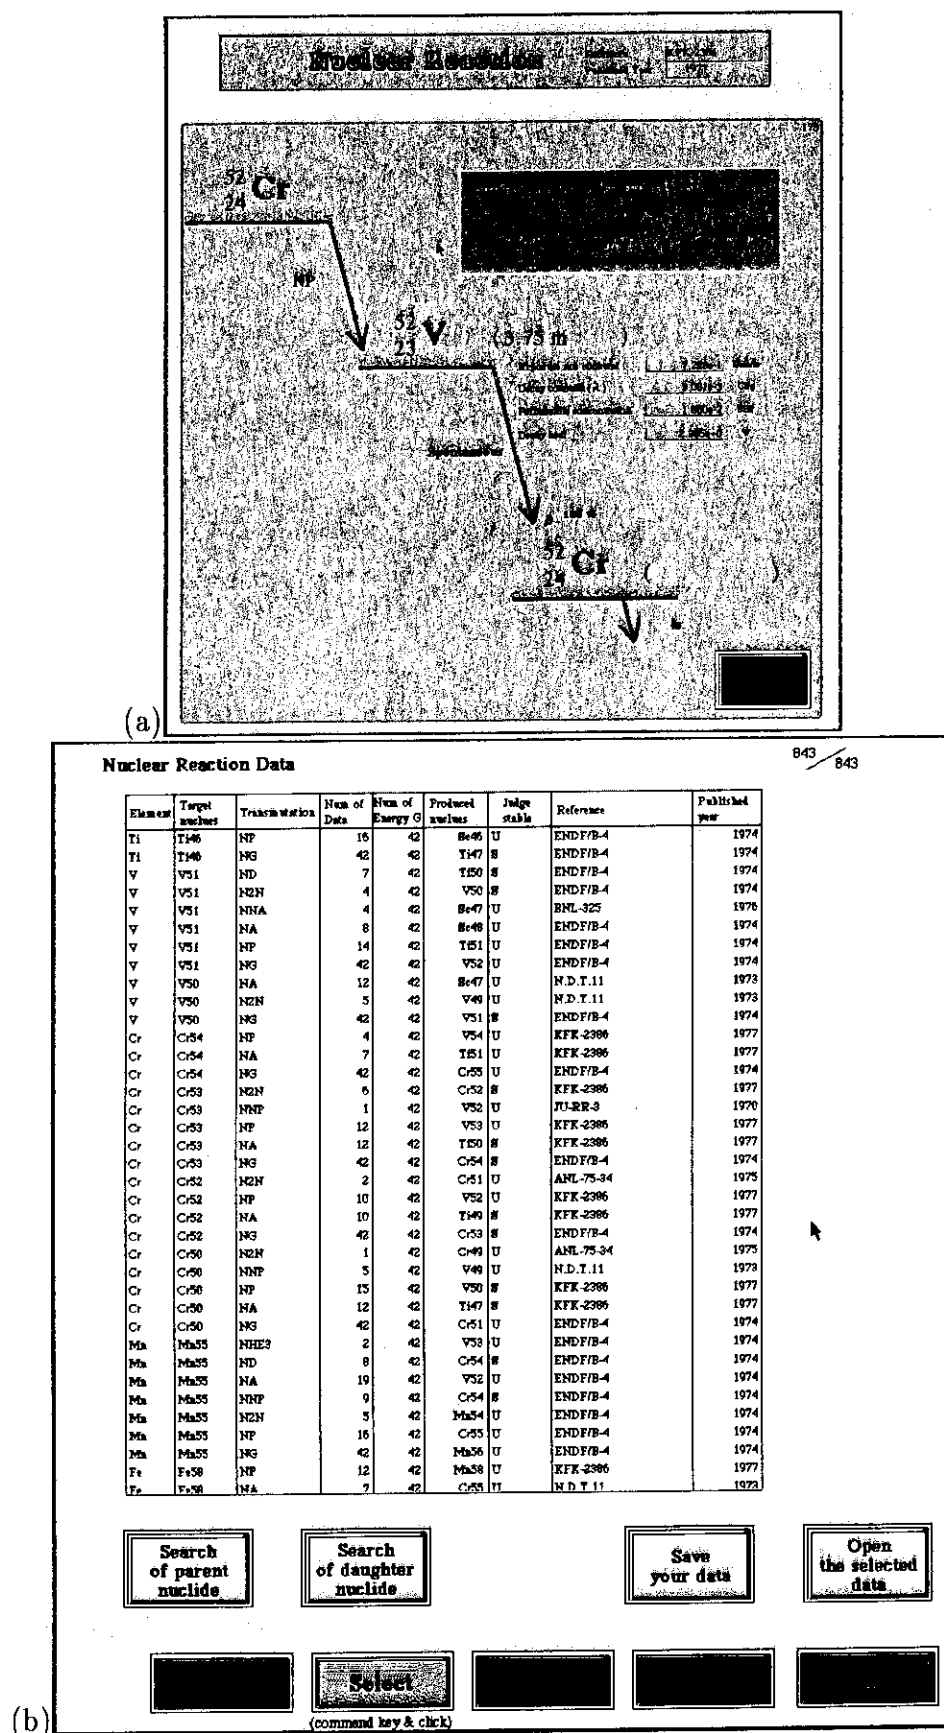 Nuclear Reaction
1977
52
24 Cr
NP
52
23 V (3.75 m )
Decay constant (λ)
Spontaneous
52
24 Cr ( )
(a)
Nuclear Reaction Data 843/843
Element Target nucleus Transmutation Num of Data Num of Energy G Produced nucleus Judge stable Reference Published year
Ti Ti46 NP 16 42 Sc46 U ENDF/B-4 1974
Ti Ti46 NG 42 42 Ti47 S ENDF/B-4 1974
V V51 ND 7 42 Ti50 S ENDF/B-4 1974
V V51 N2N 4 42 V50 S ENDF/B-4 1974
V V51 NNA 4 42 Sc47 U BNL-325 1976
V V51 NA 8 42 Sc48 U ENDF/B-4 1974
V V51 NP 14 42 Ti51 U ENDF/B-4 1974
V V51 NG 42 42 V52 U ENDF/B-4 1974
V V50 NA 12 42 Sc47 U N.D.T.11 1973
V V50 N2N 5 42 V49 U N.D.T.11 1973
V V50 NG 42 42 V51 S ENDF/B-4 1974
Cr Cr54 NP 4 42 V54 U KFK-2386 1977
Cr Cr54 NA 7 42 Ti51 U KFK-2386 1977
Cr Cr54 NG 42 42 Cr55 U ENDF/B-4 1974
Cr Cr53 N2N 6 42 Cr52 S KFK-2386 1977
Cr Cr53 NNP 1 42 V52 U JU-RR-3 1970
Cr Cr53 NP 12 42 V53 U KFK-2386 1977
Cr Cr53 NA 12 42 Ti50 S KFK-2386 1977
Cr Cr53 NG 42 42 Cr54 S ENDF/B-4 1974
Cr Cr52 N2N 2 42 Cr51 U ANL-75-34 1975
Cr Cr52 NP 10 42 V52 U KFK-2386 1977
Cr Cr52 NA 10 42 Ti49 S KFK-2386 1977
Cr Cr52 NG 42 42 Cr53 S ENDF/B-4 1974
Cr Cr50 N2N 1 42 Cr49 U ANL-75-34 1975
Cr Cr50 NNP 5 42 V49 U N.D.T.11 1973
Cr Cr50 NP 15 42 V50 S KFK-2386 1977
Cr Cr50 NA 12 42 Ti47 S KFK-2386 1977
Cr Cr50 NG 42 42 Cr51 U ENDF/B-4 1974
Mn Mn55 NHE3 2 42 V53 U ENDF/B-4 1974
Mn Mn55 ND 8 42 Cr54 S ENDF/B-4 1974
Mn Mn55 NA 19 42 V52 U ENDF/B-4 1974
Mn Mn55 NNP 9 42 Cr54 S ENDF/B-4 1974
Mn Mn55 N2N 5 42 Mn54 U ENDF/B-4 1974
Mn Mn55 NP 16 42 Cr55 U ENDF/B-4 1974
Mn Mn55 NG 42 42 Mn56 U ENDF/B-4 1974
Fe Fe58 NP 12 42 Mn58 U KFK-2386 1977
Fe Fe58 NA 7 42 Cr55 U N.D.T.11 1973
Search of parent nuclide
Search of daughter nuclide
Save your data
Open the selected data
Select
(command key & click)
(b)